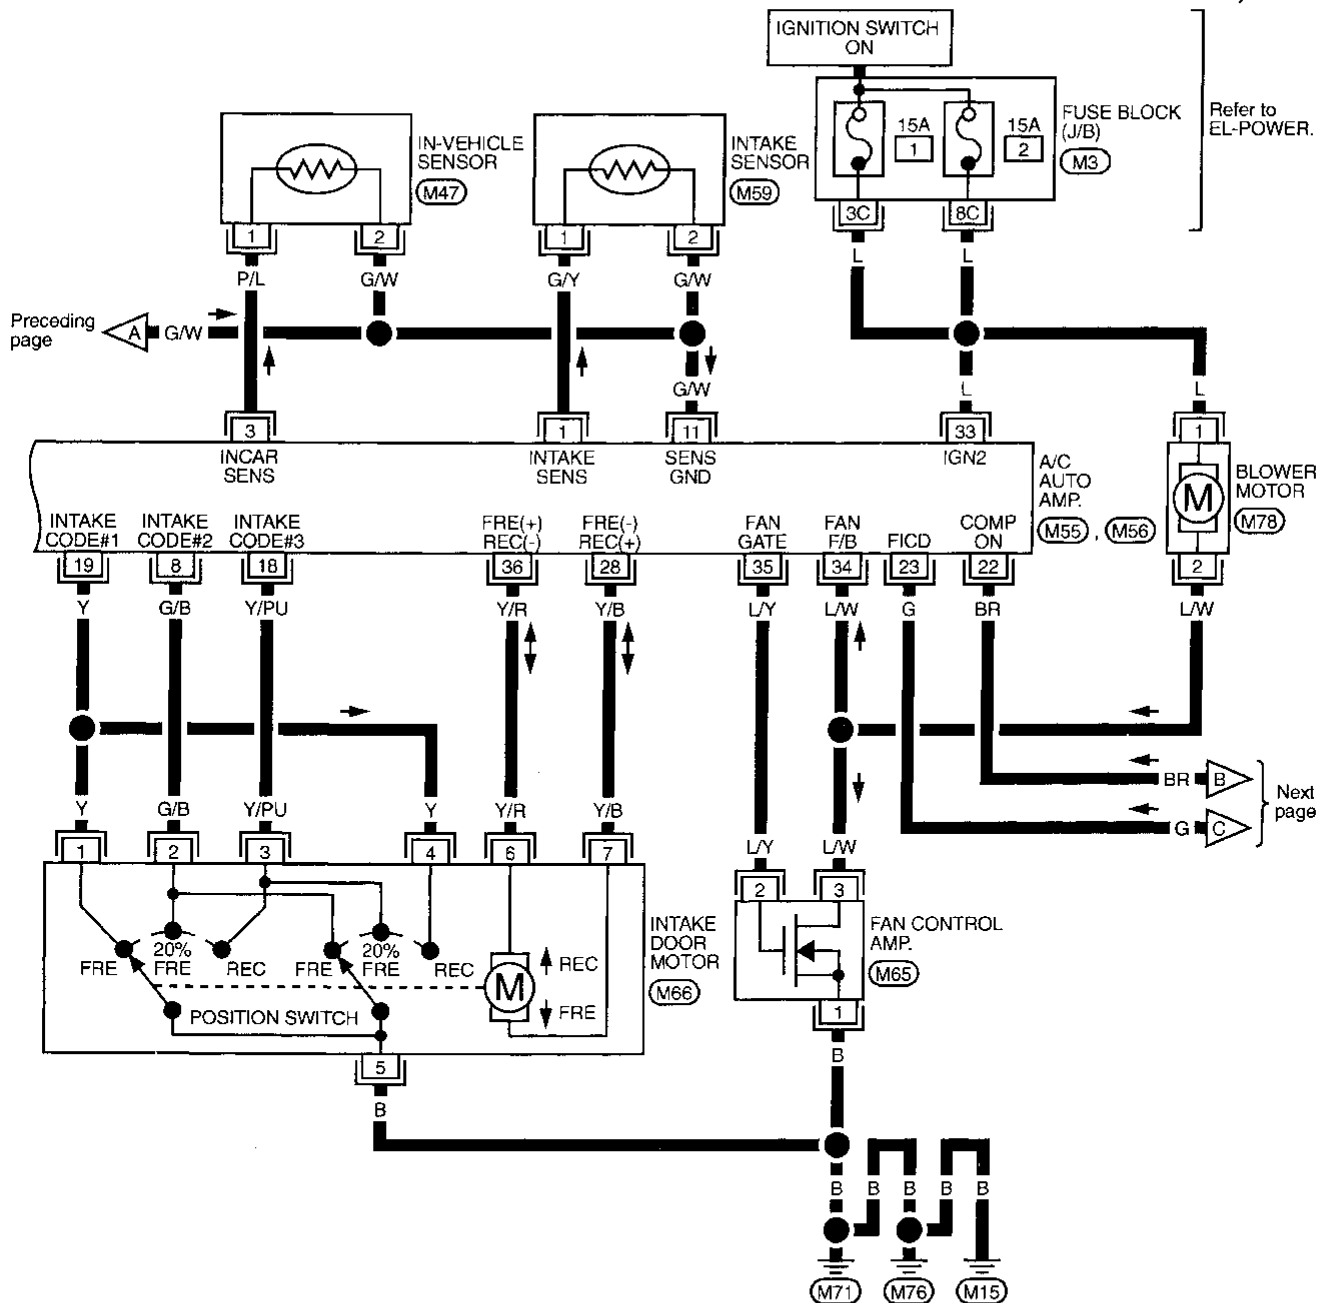 IGNITION SWITCH
ON
FUSE BLOCK
(J/B)
M3
Refer to
EL-POWER.
15A
1
15A
2
3C
8C
IN-VEHICLE
SENSOR
M47
INTAKE
SENSOR
M59
1
2
1
2
P/L
G/W
G/Y
G/W
L
L
Preceding
page
A
G/W
G/W
L
L
3
1
11
33
1
INCAR
SENS
INTAKE
SENS
SENS
GND
IGN2
A/C
AUTO
AMP.
M55 , M56
M
BLOWER
MOTOR
M78
INTAKE
CODE#1
INTAKE
CODE#2
INTAKE
CODE#3
FRE(+)
REC(-)
FRE(-)
REC(+)
FAN
GATE
FAN
F/B
FICD
COMP
ON
19
8
18
36
28
35
34
23
22
2
Y
G/B
Y/PU
Y/R
Y/B
L/Y
L/W
G
BR
L/W
BR
B
G
C
Next
page
Y
G/B
Y/PU
Y
Y/R
Y/B
L/Y
L/W
1
2
3
4
6
7
2
3
FRE
20%
FRE
REC
FRE
20%
FRE
REC
M
REC
FRE
POSITION SWITCH
INTAKE
DOOR
MOTOR
M66
FAN CONTROL
AMP.
M65
5
1
B
B
B
B
B
B
B
M71
M76
M15